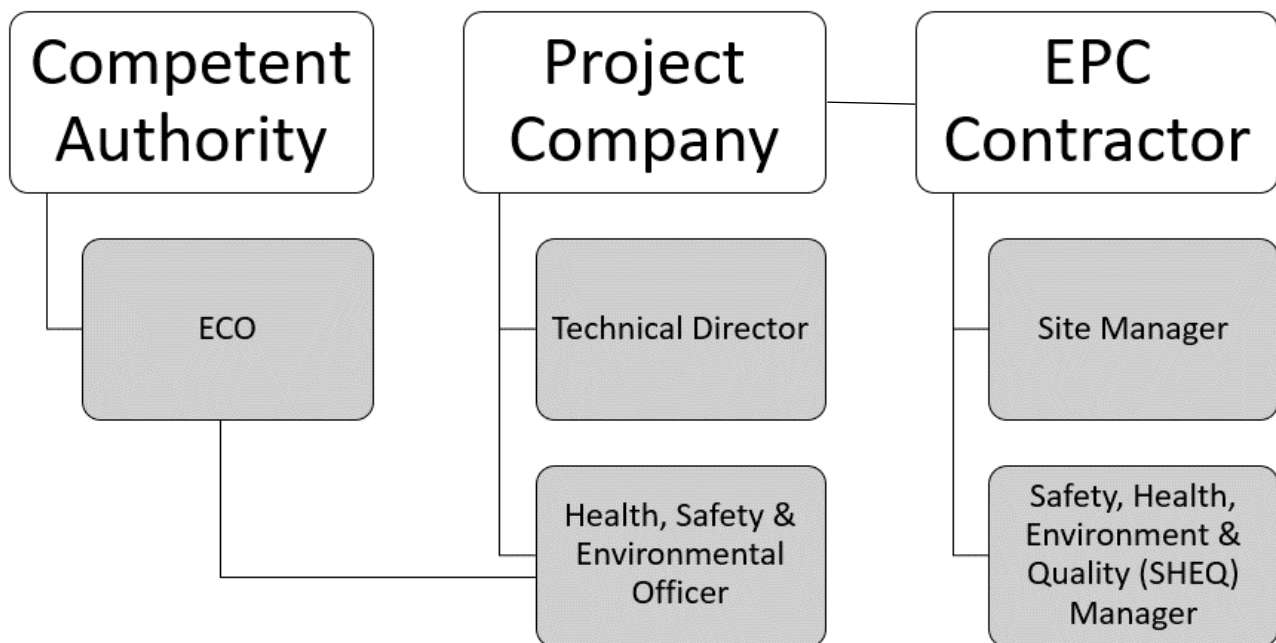 Competent
Authority
Project
Company
EPC
Contractor
ECO
Technical Director
Site Manager
Health, Safety &
Environmental
Officer
Safety, Health,
Environment &
Quality (SHEQ)
Manager